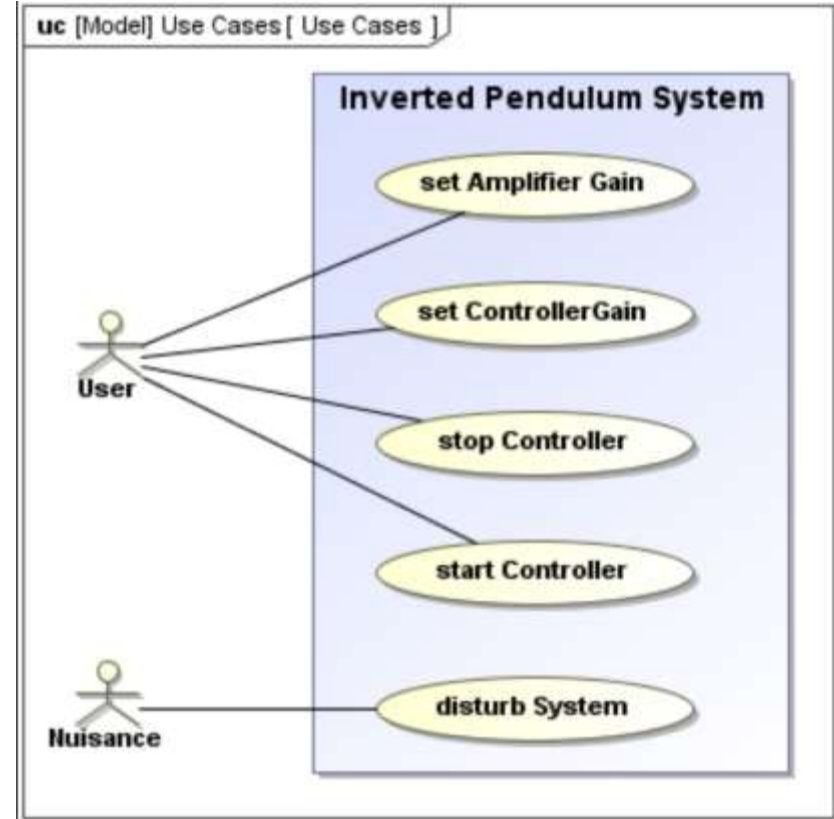 uc [Model] Use Cases [ Use Cases ]
Inverted Pendulum System
set Amplifier Gain
set ControllerGain
User
stop Controller
start Controller
disturb System
Nuisance